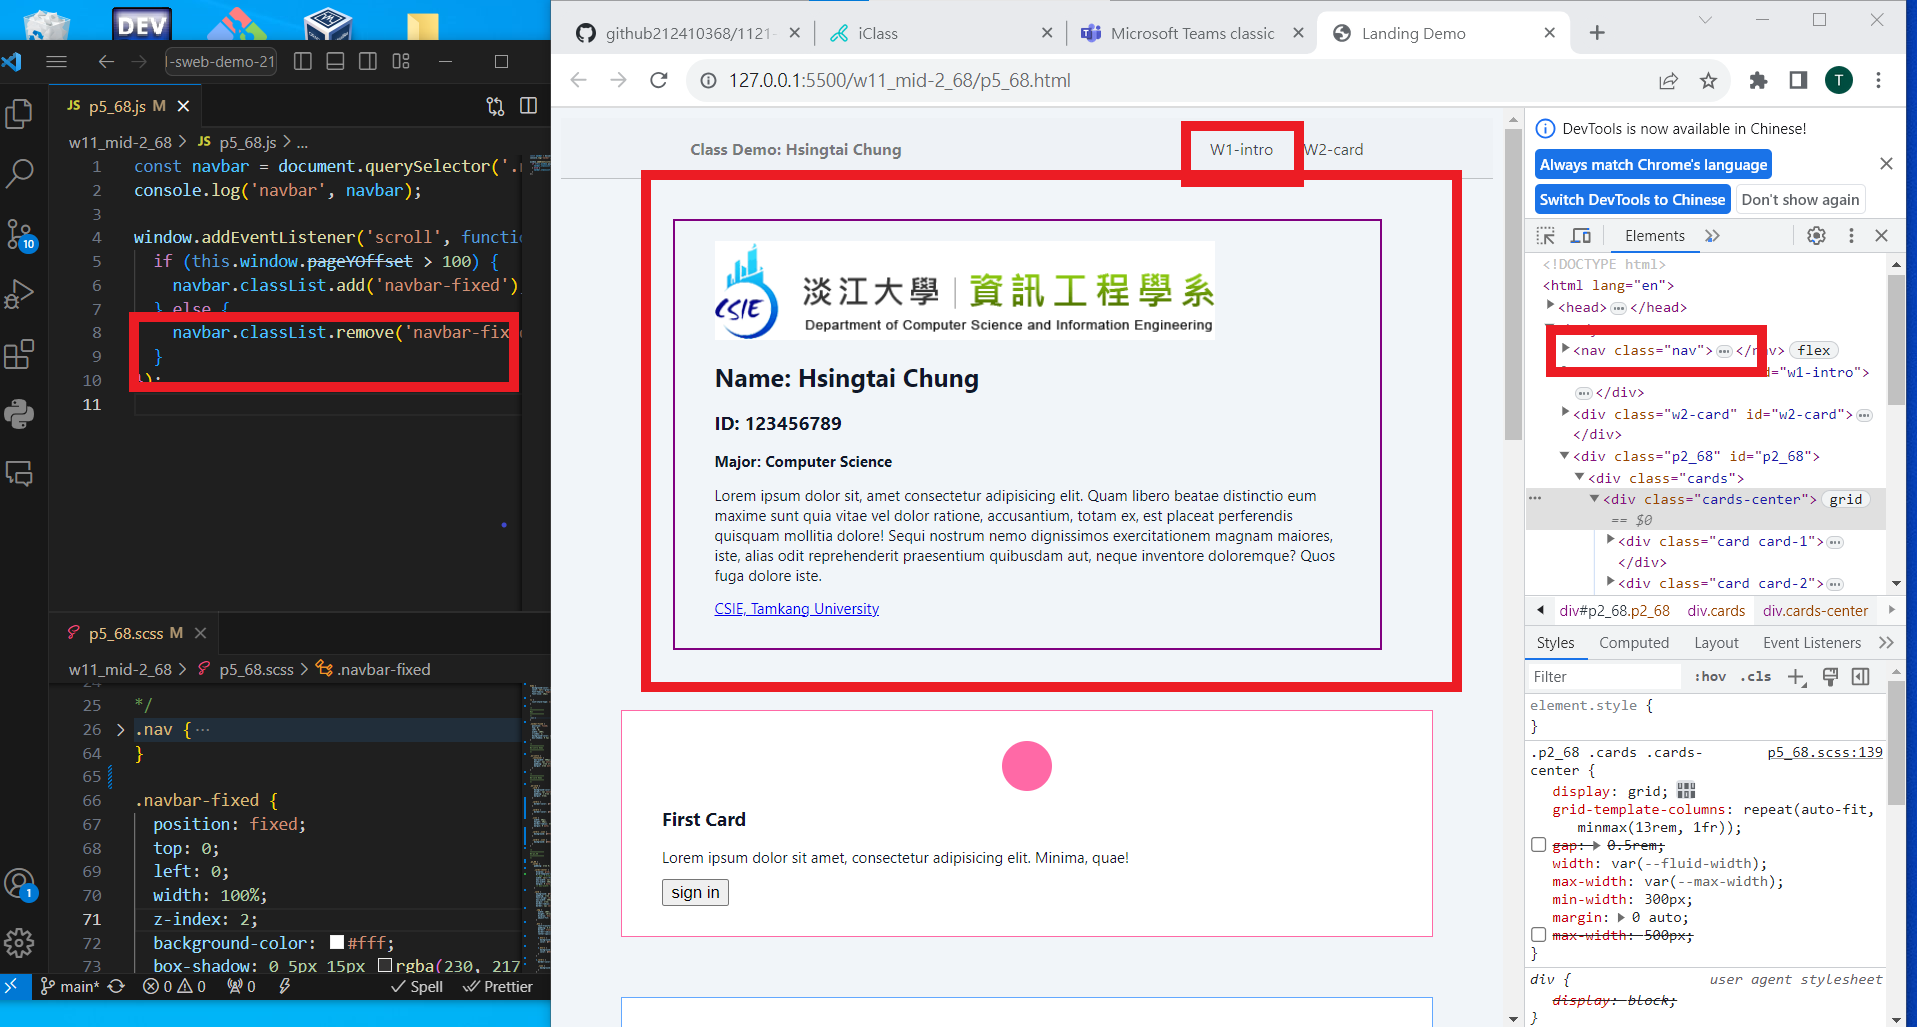 DEV
-sweb-demo-21
JS p5_68.js M
w11_mid-2_68 > JS p5_68.js > ...
1 const navbar = document.querySelector('.
2 console.log('navbar', navbar);
3
4 window.addEventListener('scroll', functi
5 if (this.window.pageYOffset > 100) {
6 navbar.classList.add('navbar-fixed')
7 } else {
8 navbar.classList.remove('navbar-fix
9 }
10 });
11
10
1
p5_68.scss M
w11_mid-2_68 > p5_68.scss > .navbar-fixed
24
25 */
26 > .nav { ...
64 }
65
66 .navbar-fixed {
67 position: fixed;
68 top: 0;
69 left: 0;
70 width: 100%;
71 z-index: 2;
72 background-color: #fff;
73 box-shadow: 0 5px 15px rgba(230, 217
main* 0 0 0 Spell Prettier
github212410368/1121-
iClass
Microsoft Teams classic
Landing Demo
127.0.0.1:5500/w11_mid-2_68/p5_68.html
T
Class Demo: Hsingtai Chung
W1-intro
W2-card
CSIE
淡江大學 | 資訊工程學系
Department of Computer Science and Information Engineering
Name: Hsingtai Chung
ID: 123456789
Major: Computer Science
Lorem ipsum dolor sit, amet consectetur adipisicing elit. Quam libero beatae distinctio eum
maxime sunt quia vitae vel dolor ratione, accusantium, totam ex, est placeat perferendis
quisquam mollitia dolore! Sequi nostrum nemo dignissimos exercitationem magnam maiores,
iste, alias odit reprehenderit praesentium quibusdam aut, neque inventore doloremque? Quos
fuga dolore iste.
CSIE, Tamkang University
First Card
Lorem ipsum dolor sit amet, consectetur adipisicing elit. Minima, quae!
sign in
DevTools is now available in Chinese!
Always match Chrome's language
Switch DevTools to Chinese
Don't show again
Elements
<!DOCTYPE html>
<html lang="en">
<head> ... </head>
<nav class="nav"> ... </nav> flex
d="w1-intro">
... </div>
<div class="w2-card" id="w2-card"> ...
</div>
<div class="p2_68" id="p2_68">
<div class="cards">
<div class="cards-center"> grid
== $0
<div class="card card-1"> ...
</div>
<div class="card card-2"> ...
div#p2_68.p2_68 div.cards div.cards-center
Styles Computed Layout Event Listeners
Filter :hov .cls
element.style {
}
.p2_68 .cards .cards- p5_68.scss:139
center {
display: grid;
grid-template-columns: repeat(auto-fit,
minmax(13rem, 1fr));
gap: 0.5rem;
width: var(--fluid-width);
max-width: var(--max-width);
min-width: 300px;
margin: 0 auto;
max-width: 500px;
}
div { user agent stylesheet
display: block;
}